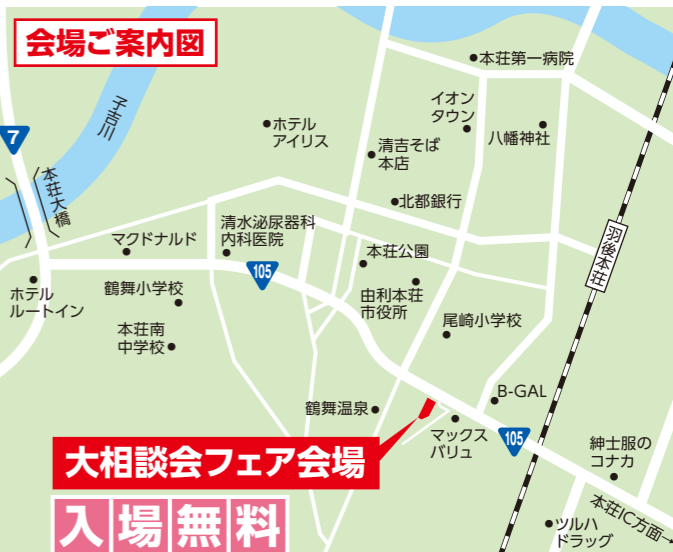 会場ご案内図
本荘第一病院
子吉川
イオン
タウン
ホテル
アイリス
八幡神社
7
清吉そば
本店
本荘大橋
北都銀行
清水泌尿器科
内科医院
マクドナルド
羽後本荘
本荘公園
105
ホテル
ルートイン
鶴舞小学校
由利本荘
市役所
本荘南
中学校
尾崎小学校
B-GAL
鶴舞温泉
マックス
バリュ
105
紳士服の
コナカ
大相談会フェア会場
入場無料
本荘IC方面→
ツルハ
ドラッグ